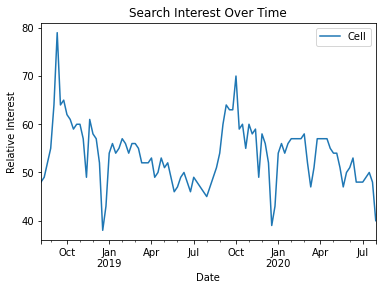 Search Interest Over Time
Cell
Relative Interest
80
70
60
50
40
Oct Jan Apr Jul Oct Jan Apr Jul
2019 2020
Date